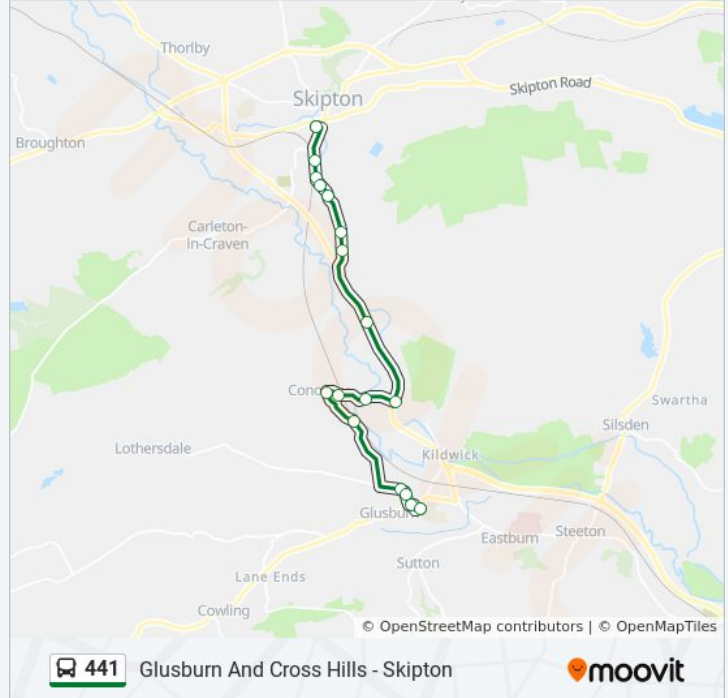 Thorlby
Skipton
Skipton Road
Broughton
Carleton-
In-Craven
Cono
Swartha
Silsden
Lothersdale
Kildwick
Glusburn
Eastburn
Steeton
Sutton
Lane Ends
Cowling
© OpenStreetMap contributors | © OpenMapTiles
441 Glusburn And Cross Hills - Skipton
moovit